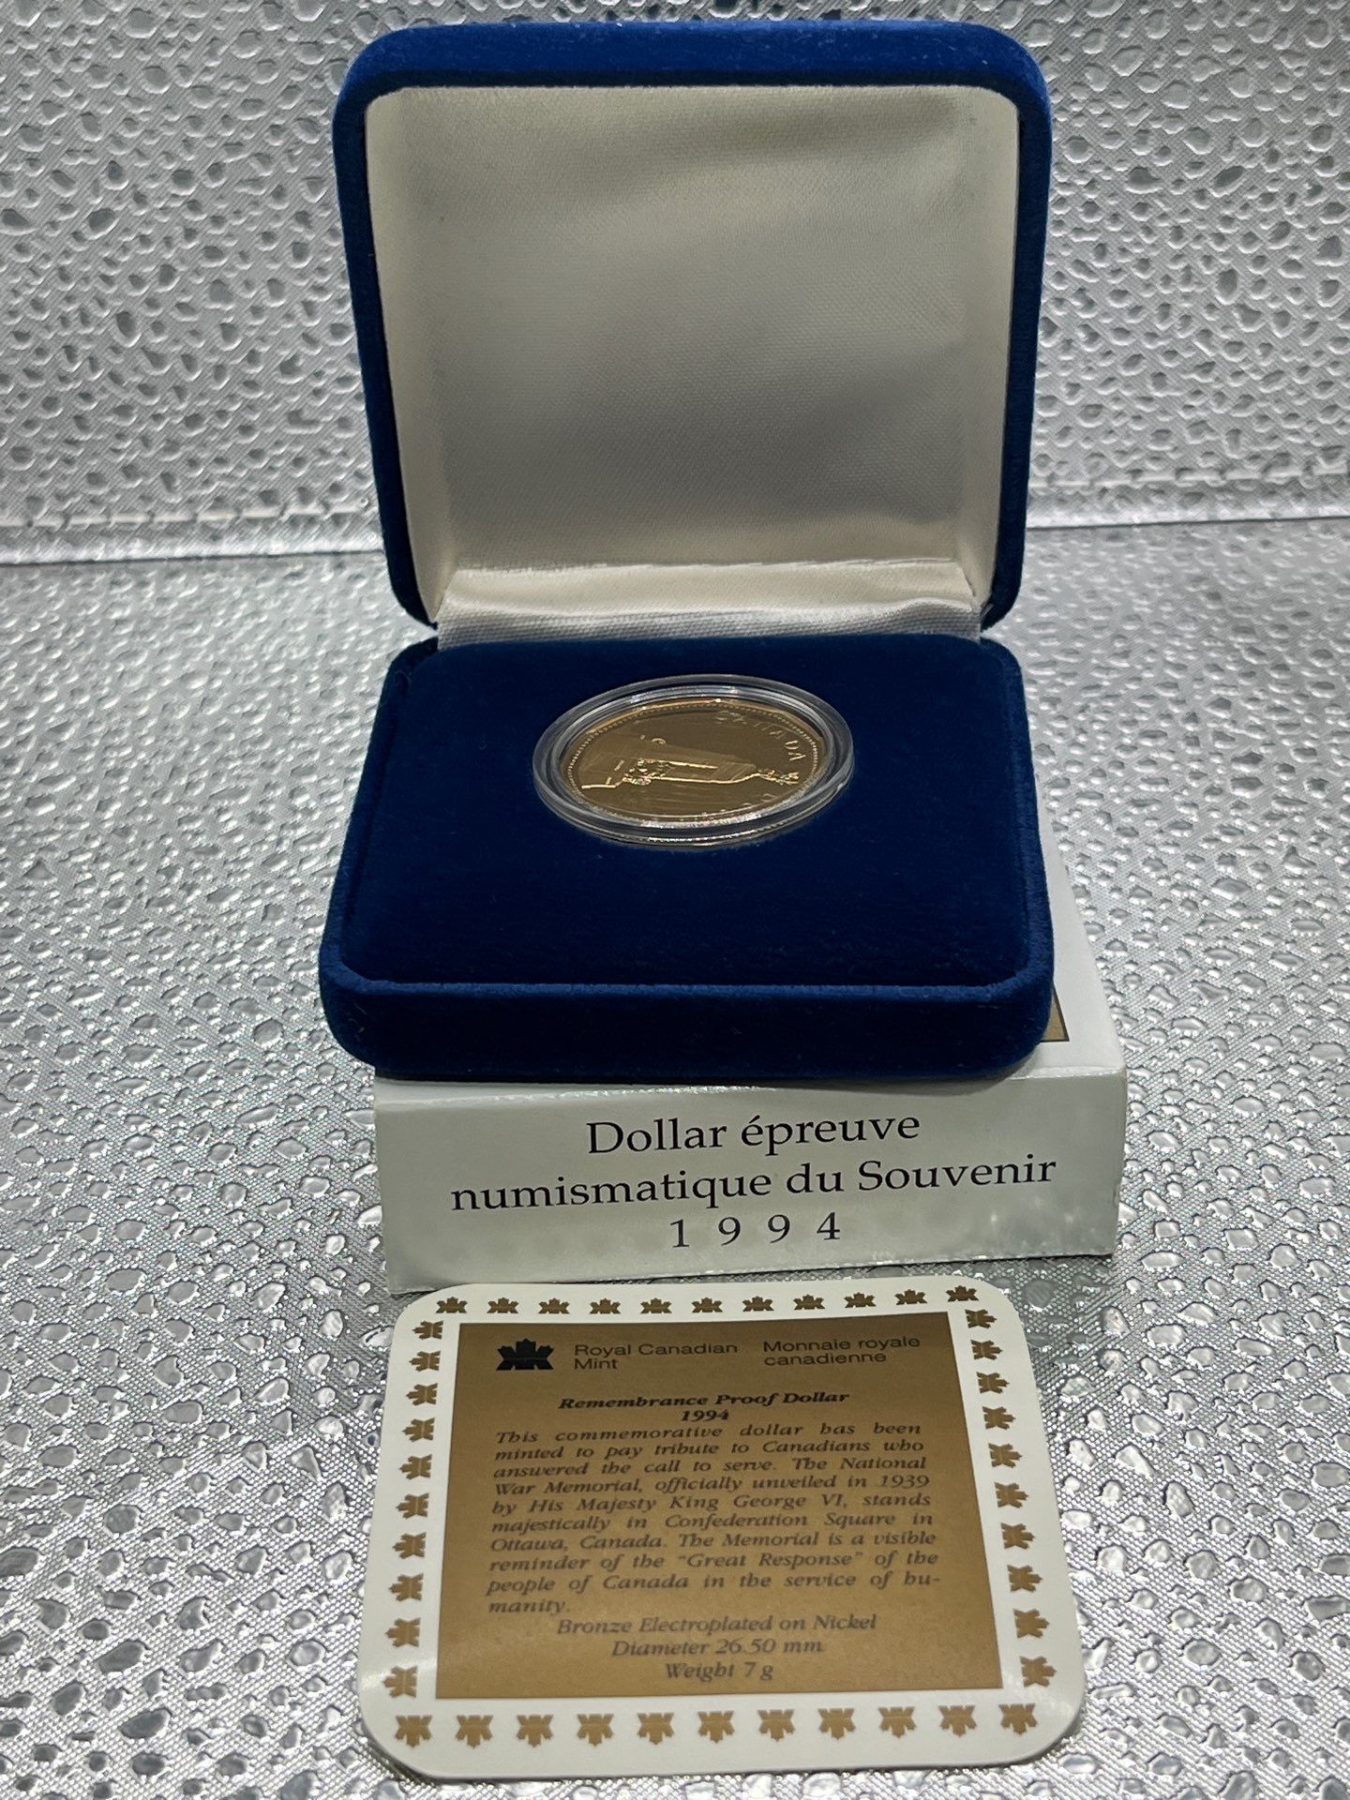 CANADA
Dollar épreuve
numismatique du Souvenir
1994
Royal Canadian
Mint
Monnaie royale
canadienne
Remembrance Proof Dollar
1994
This commemorative dollar has been
minted to pay tribute to Canadians who
answered the call to serve. The National
War Memorial, officially unveiled in 1939
by His Majesty King George VI, stands
majestically in Confederation Square in
Ottawa, Canada. The Memorial is a visible
reminder of the "Great Response" of the
people of Canada in the service of hu-
manity.
Bronze Electroplated on Nickel
Diameter 26.50 mm
Weight 7 g